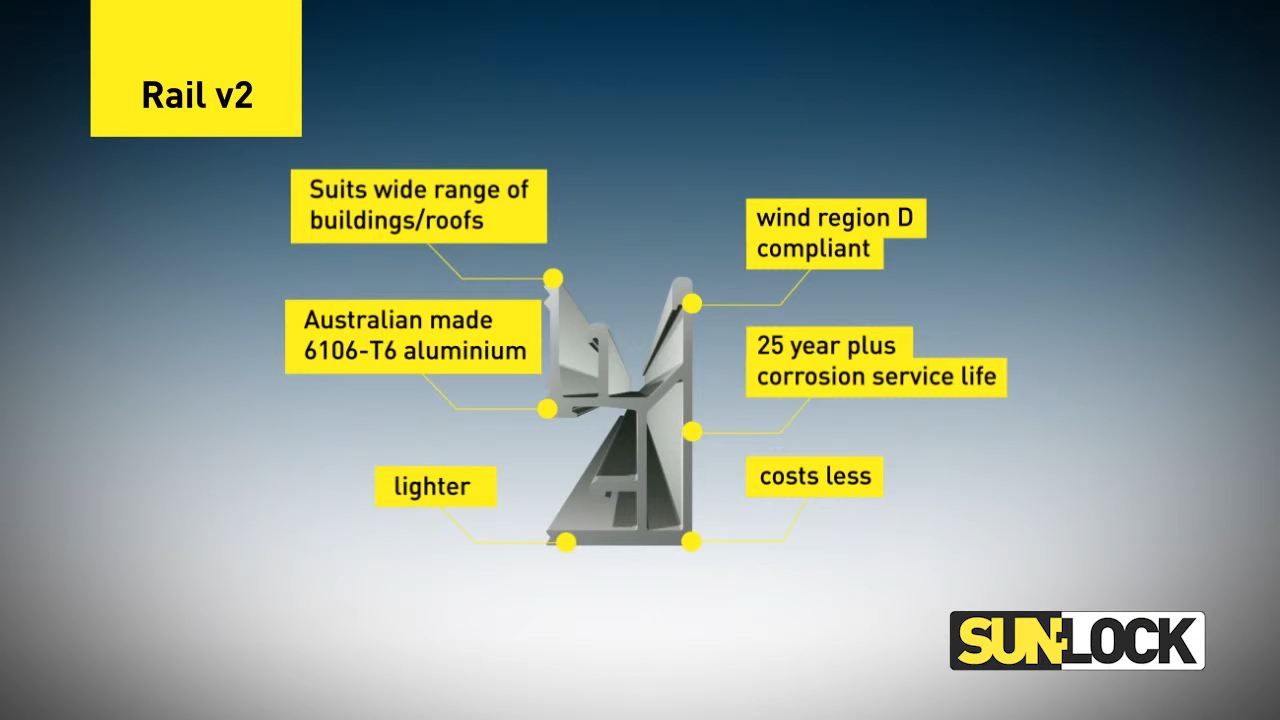 Rail v2
Suits wide range of
buildings/roofs
Australian made
6106-T6 aluminium
lighter
wind region D
compliant
25 year plus
corrosion service life
costs less
SUNLOCK